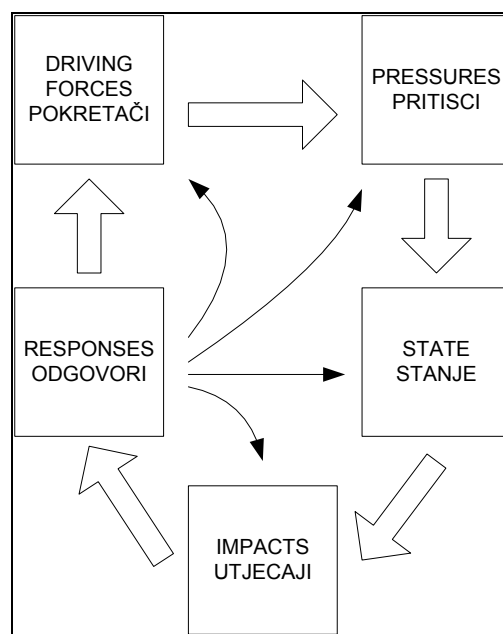 DRIVING
FORCES
POKRETAČI
PRESSURES
PRITISCI
RESPONSES
ODGOVORI
STATE
STANJE
IMPACTS
UTJECAJI